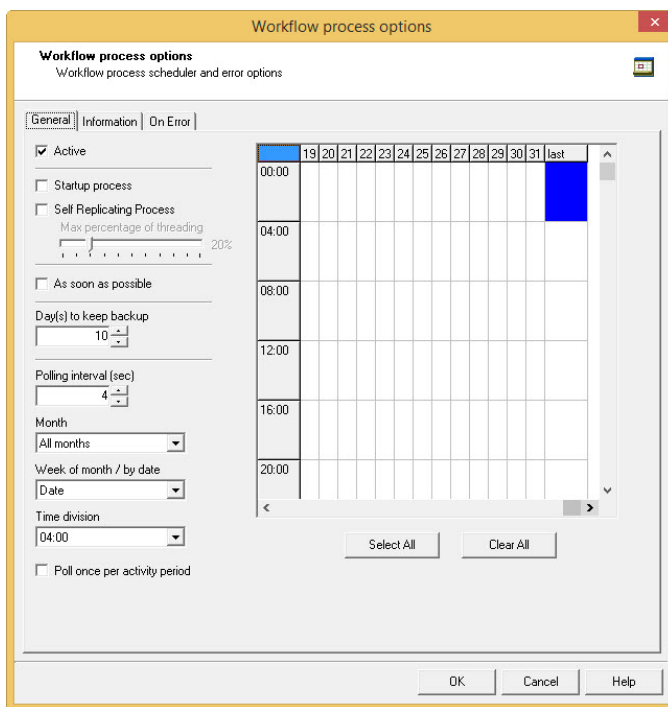 Workflow process options
Workflow process options
Workflow process scheduler and error options
General Information On Error
Active
Startup process
Self Replicating Process
Max percentage of threading
20%
As soon as possible
Day(s) to keep backup
10
Polling interval (sec)
4
Month
All months
Week of month / by date
Date
Time division
04:00
Poll once per activity period
19 20 21 22 23 24 25 26 27 28 29 30 31 last
00:00
04:00
08:00
12:00
16:00
20:00
Select All Clear All
OK Cancel Help